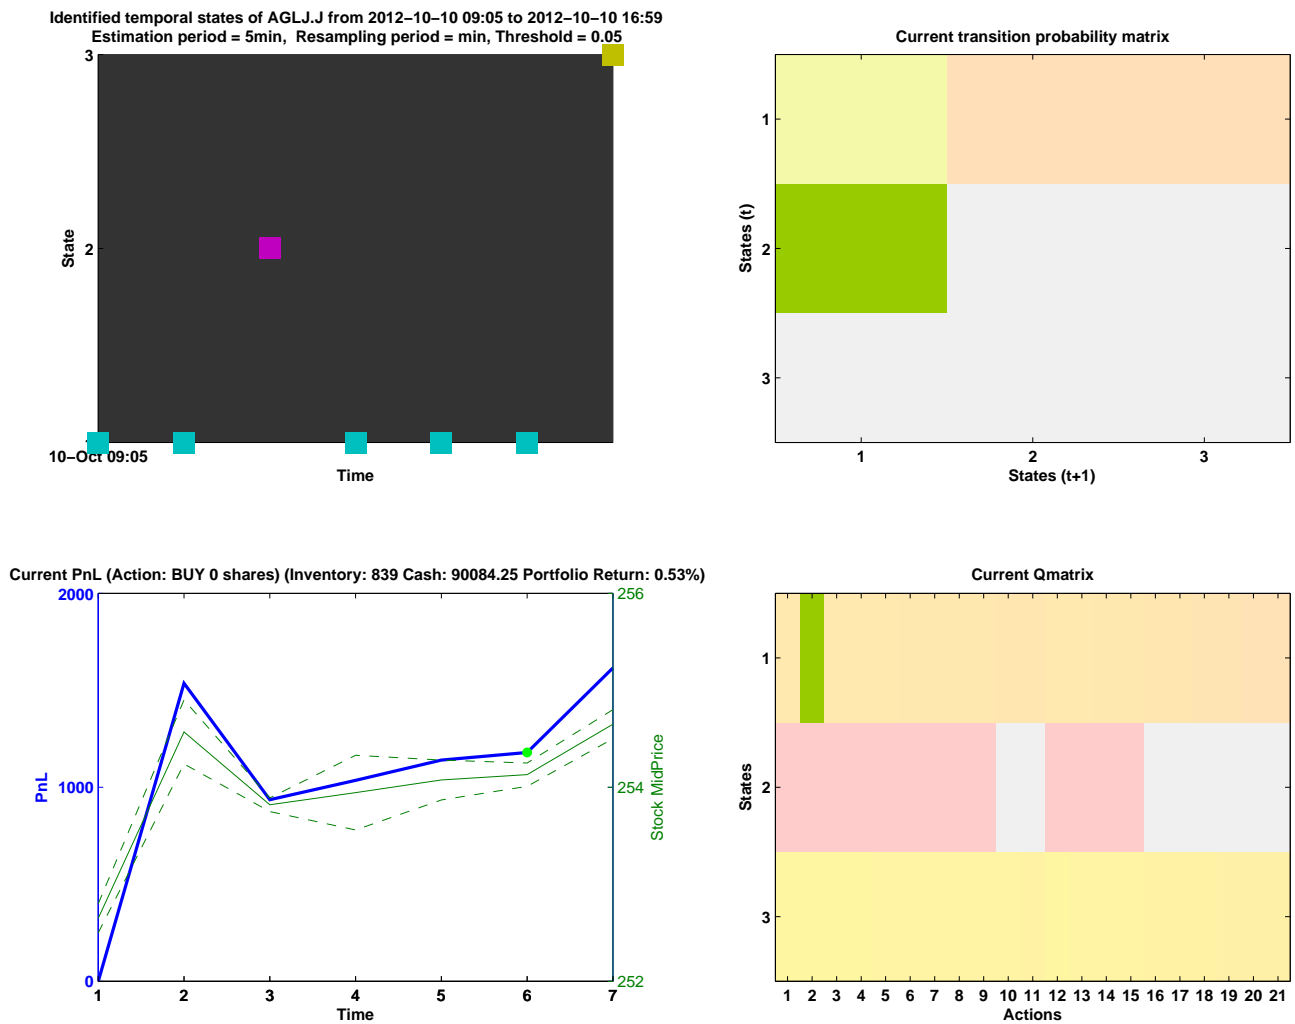 Identified temporal states of AGLJ.J from 2012−10−10 09:05 to 2012−10−10 16:59
Estimation period = 5min,  Resampling period = min, Threshold = 0.05
3
2
State
10−Oct 09:05
Time
Current transition probability matrix
1
2
3
States (t)
1 2 3
States (t+1)
Current PnL (Action: BUY 0 shares) (Inventory: 839 Cash: 90084.25 Portfolio Return: 0.53%)
2000
1000
0
PnL
256
254
252
Stock MidPrice
1 2 3 4 5 6 7
Time
Current Qmatrix
1
2
3
States
1 2 3 4 5 6 7 8 9 10 11 12 13 14 15 16 17 18 19 20 21
Actions